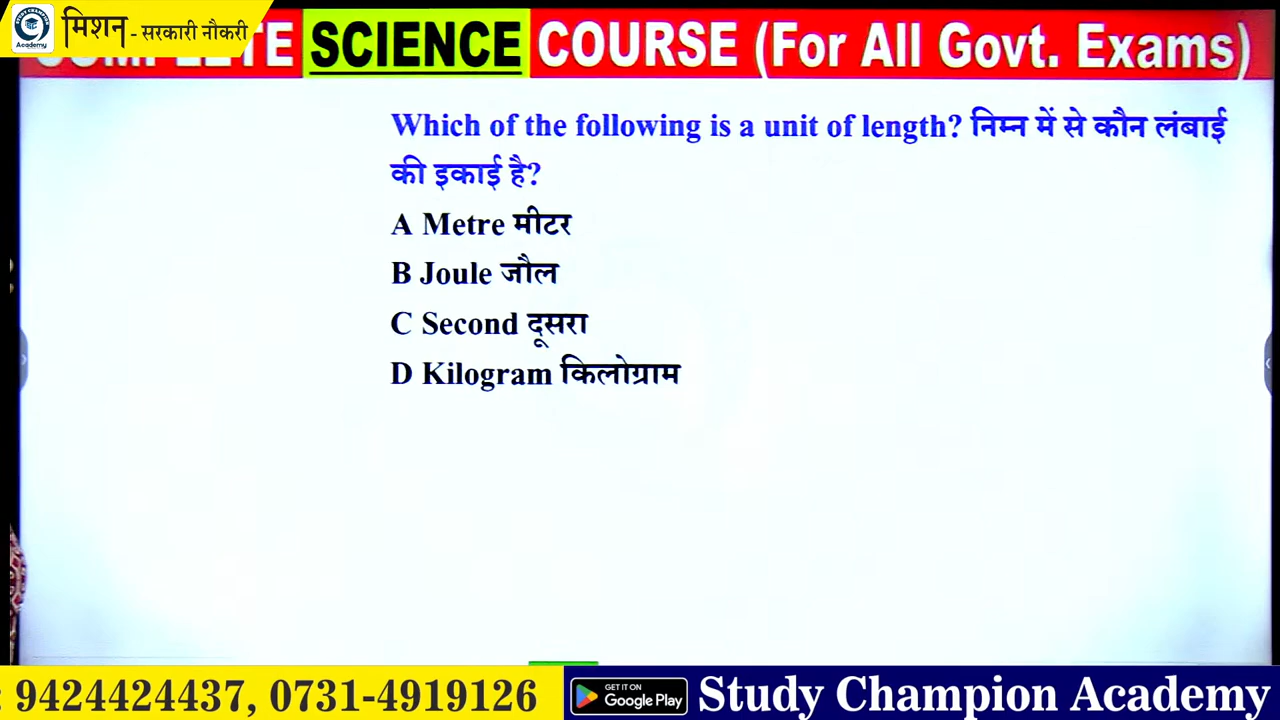 मिशन - सरकारी नौकरी
Academy
SCIENCE COURSE (For All Govt. Exams)
Which of the following is a unit of length? निम्न में से कौन लंबाई
की इकाई है?
A Metre मीटर
B Joule जौल
C Second दूसरा
D Kilogram किलोग्राम
: 9424424437, 0731-4919126
GET IT ON
Google Play
Study Champion Academy